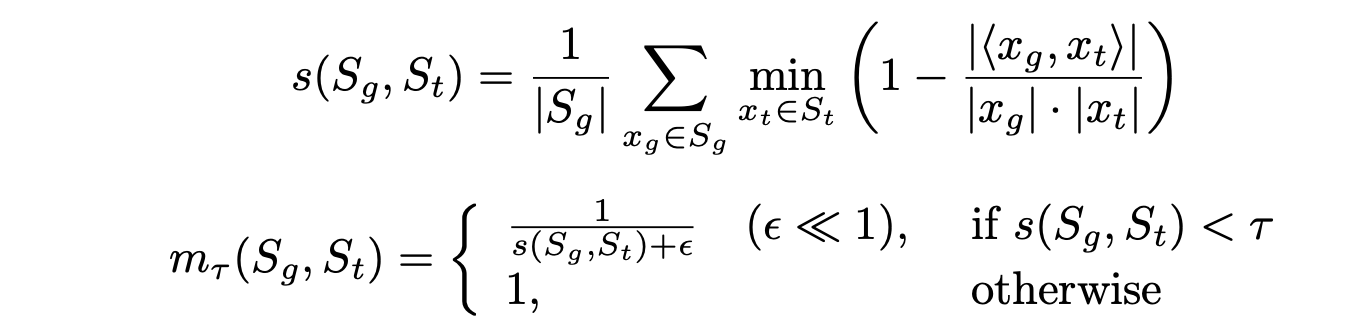 $s(S_g, S_t) = \frac{1}{|S_g|} \sum_{x_g \in S_g} \min_{x_t \in S_t} \left(1 - \frac{|\langle x_g, x_t \rangle|}{|x_g| \cdot |x_t|}\right)$
$m_\tau(S_g, S_t) = \begin{cases} \frac{1}{s(S_g, S_t) + \epsilon} \quad (\epsilon \ll 1), & \text{if } s(S_g, S_t) < \tau \\ 1, & \text{otherwise} \end{cases}$